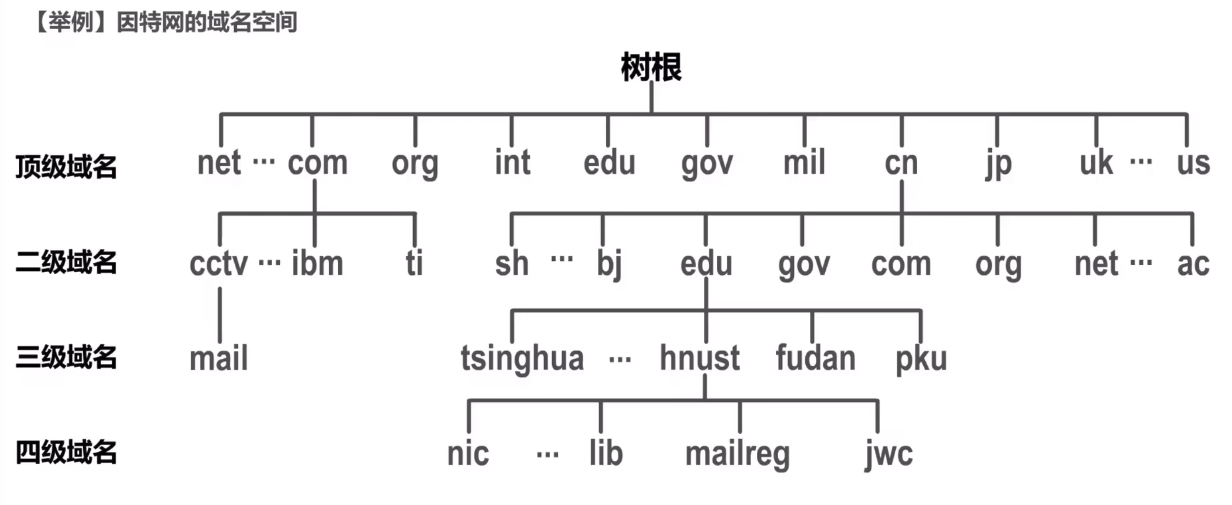 【举例】因特网的域名空间
树根
顶级域名 net ··· com org int edu gov mil cn jp uk ··· us
二级域名 cctv ··· ibm ti sh ··· bj edu gov com org net ··· ac
三级域名 mail tsinghua ··· hnust fudan pku
四级域名 nic ··· lib mailreg jwc